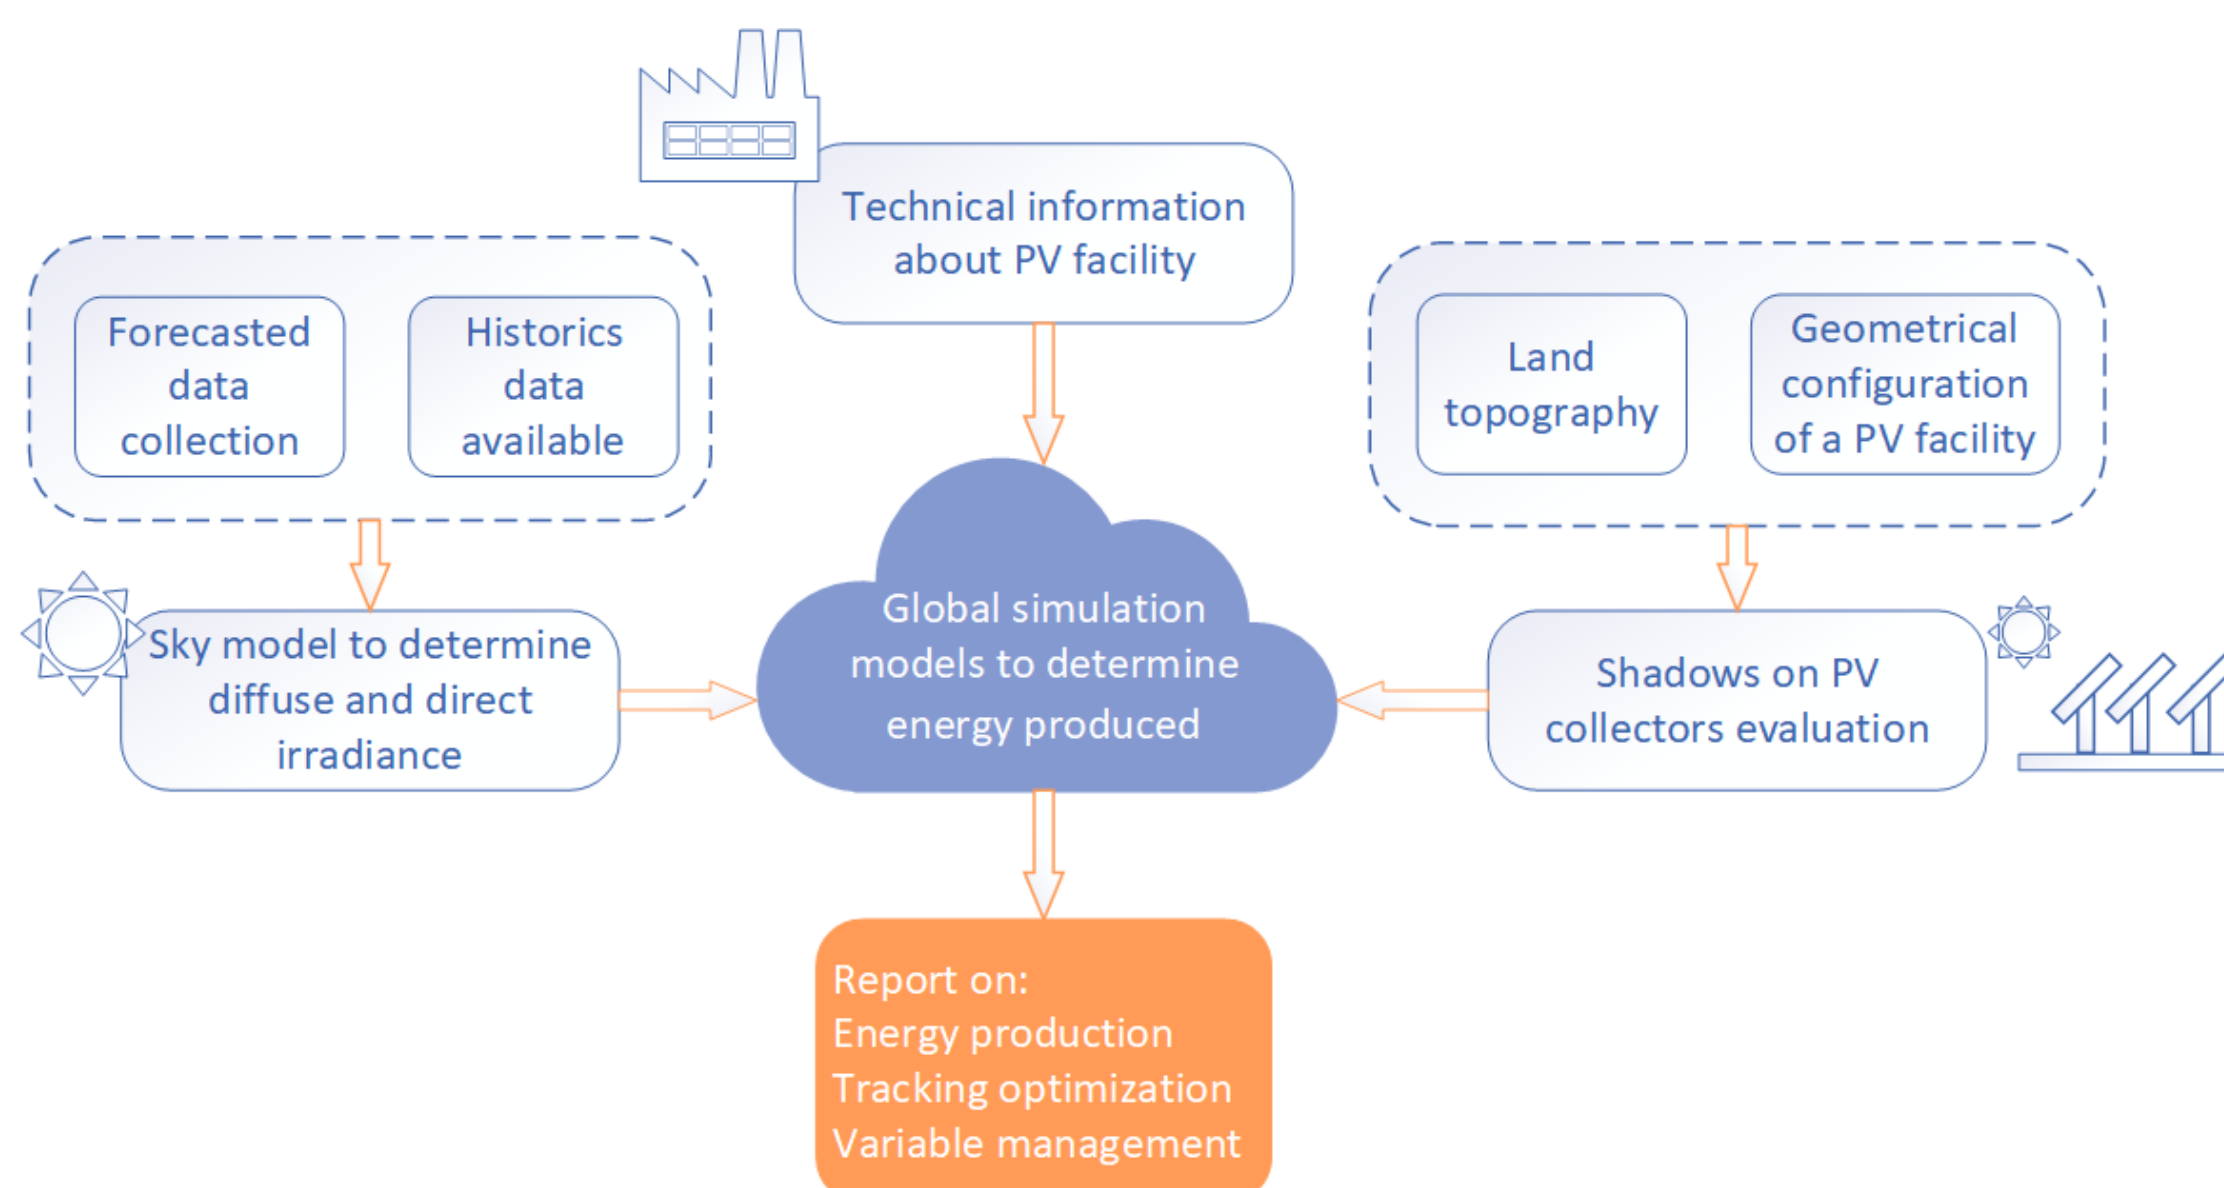 Technical information
about PV facility
Forecasted
data
collection
Historics
data
available
Land
topography
Geometrical
configuration
of a PV facility
Sky model to determine
diffuse and direct
irradiance
Global simulation
models to determine
energy produced
Shadows on PV
collectors evaluation
Report on:
Energy production
Tracking optimization
Variable management